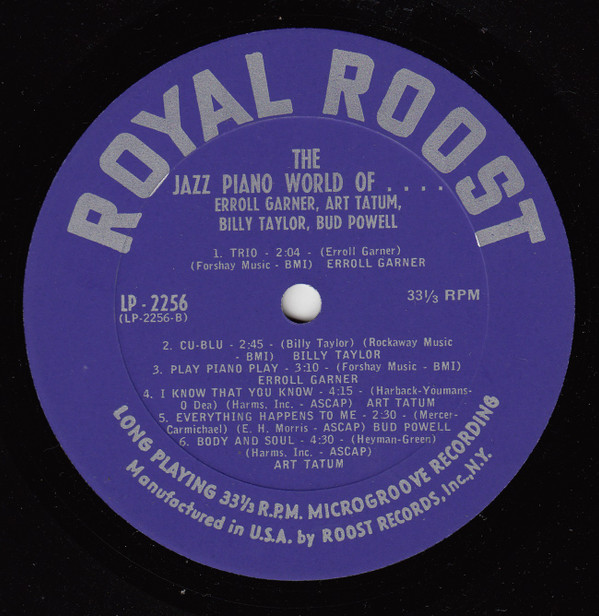 ROYAL ROOST
THE
JAZZ PIANO WORLD OF . . . .
ERROLL GARNER, ART TATUM,
BILLY TAYLOR, BUD POWELL
1. TRIO - 2:04 - (Erroll Garner)
(Forshay Music - BMI) ERROLL GARNER
LP - 2256
(LP-2256-B)
33 1/3 RPM
2. CU-BLU - 2:45 - (Billy Taylor) (Rockaway Music
- BMI) BILLY TAYLOR
3. PLAY PIANO PLAY - 3:10 - (Forshay Music - BMI)
ERROLL GARNER
4. I KNOW THAT YOU KNOW - 4:15 - (Harback-Youmans-
O Dea) (Harms, Inc. - ASCAP) ART TATUM
5. EVERYTHING HAPPENS TO ME - 2:30 - (Mercer-
Carmichael) (E. H. Morris - ASCAP) BUD POWELL
6. BODY AND SOUL - 4:30 - (Heyman-Green)
(Harms, Inc. - ASCAP)
ART TATUM
LONG PLAYING 33 1/3 R.P.M. MICROGROOVE RECORDING
Manufactured in U.S.A. by ROOST RECORDS, Inc., N.Y.